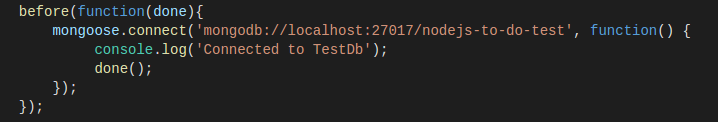 before(function(done){
    mongoose.connect('mongodb://localhost:27017/nodejs-to-do-test', function() {
         console.log('Connected to TestDb');
         done();
    });
});